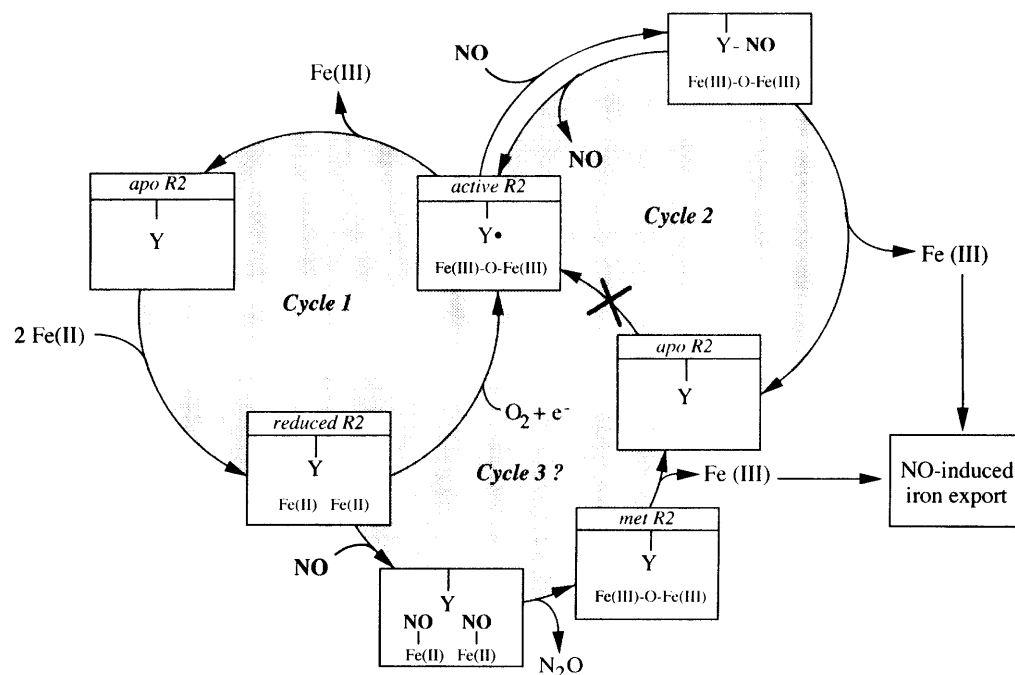 Y - NO
Fe(III)-O-Fe(III)
NO
Fe(III)
NO
apo R2
Y
active R2
Y•
Fe(III)-O-Fe(III)
Cycle 2
Fe (III)
Cycle 1
2 Fe(II)
apo R2
Y
O₂ + e⁻
reduced R2
Y
Fe(II) Fe(II)
Cycle 3 ?
Fe (III)
NO-induced
iron export
met R2
Y
Fe(III)-O-Fe(III)
NO
Y
NO NO
Fe(II) Fe(II)
N₂O